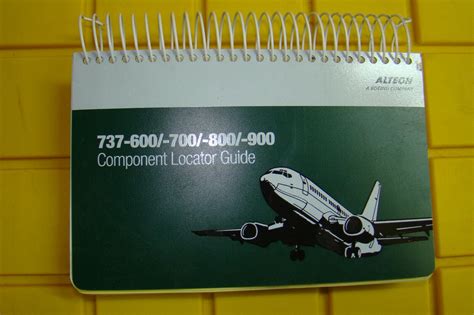 ALTEON
A BOEING COMPANY
737-600/-700/-800/-900
Component Locator Guide